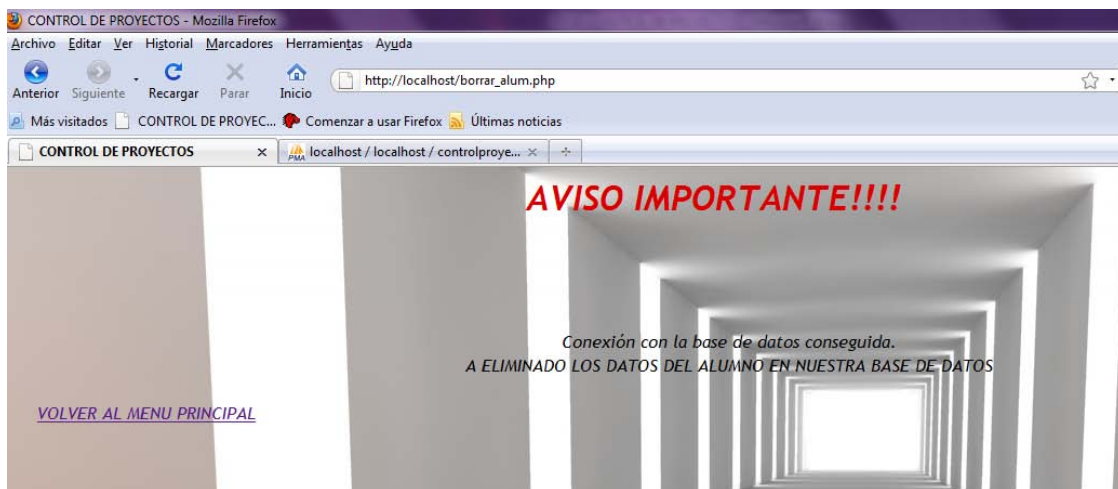 CONTROL DE PROYECTOS - Mozilla Firefox
Archivo Editar Ver Historial Marcadores Herramientas Ayuda
http://localhost/borrar_alum.php
Anterior Siguiente Recargar Parar Inicio
Más visitados CONTROL DE PROYEC... Comenzar a usar Firefox Últimas noticias
CONTROL DE PROYECTOS PMA localhost / localhost / controlproye...
AVISO IMPORTANTE!!!!
Conexión con la base de datos conseguida.
A ELIMINADO LOS DATOS DEL ALUMNO EN NUESTRA BASE DE DATOS
VOLVER AL MENU PRINCIPAL